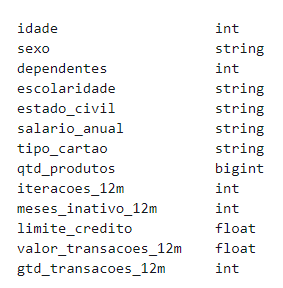 idade int
sexo string
dependentes int
escolaridade string
estado_civil string
salario_anual string
tipo_cartao string
qtd_produtos bigint
iteracoes_12m int
meses_inativo_12m int
limite_credito float
valor_transacoes_12m float
gtd_transacoes_12m int